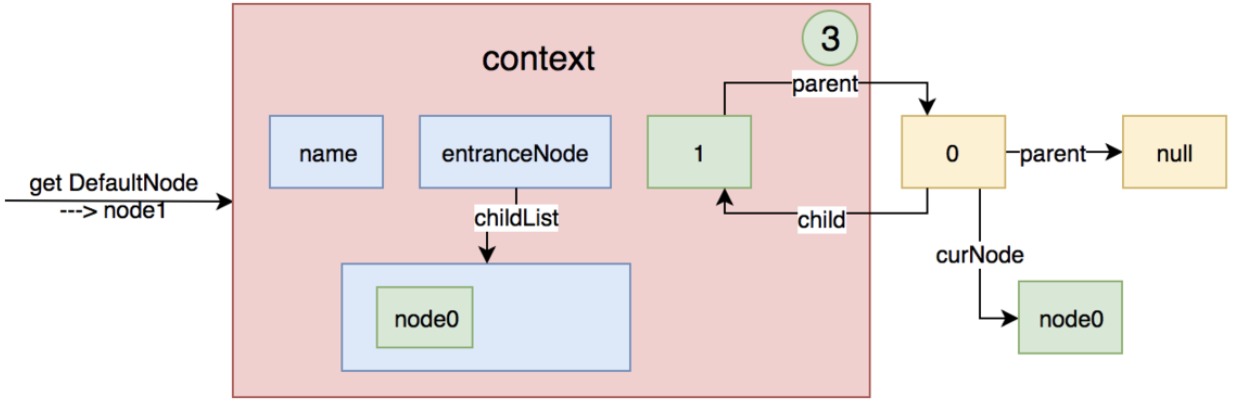 3
context
parent
name
entranceNode
1
0
parent
null
get DefaultNode
---> node1
childList
child
curNode
node0
node0